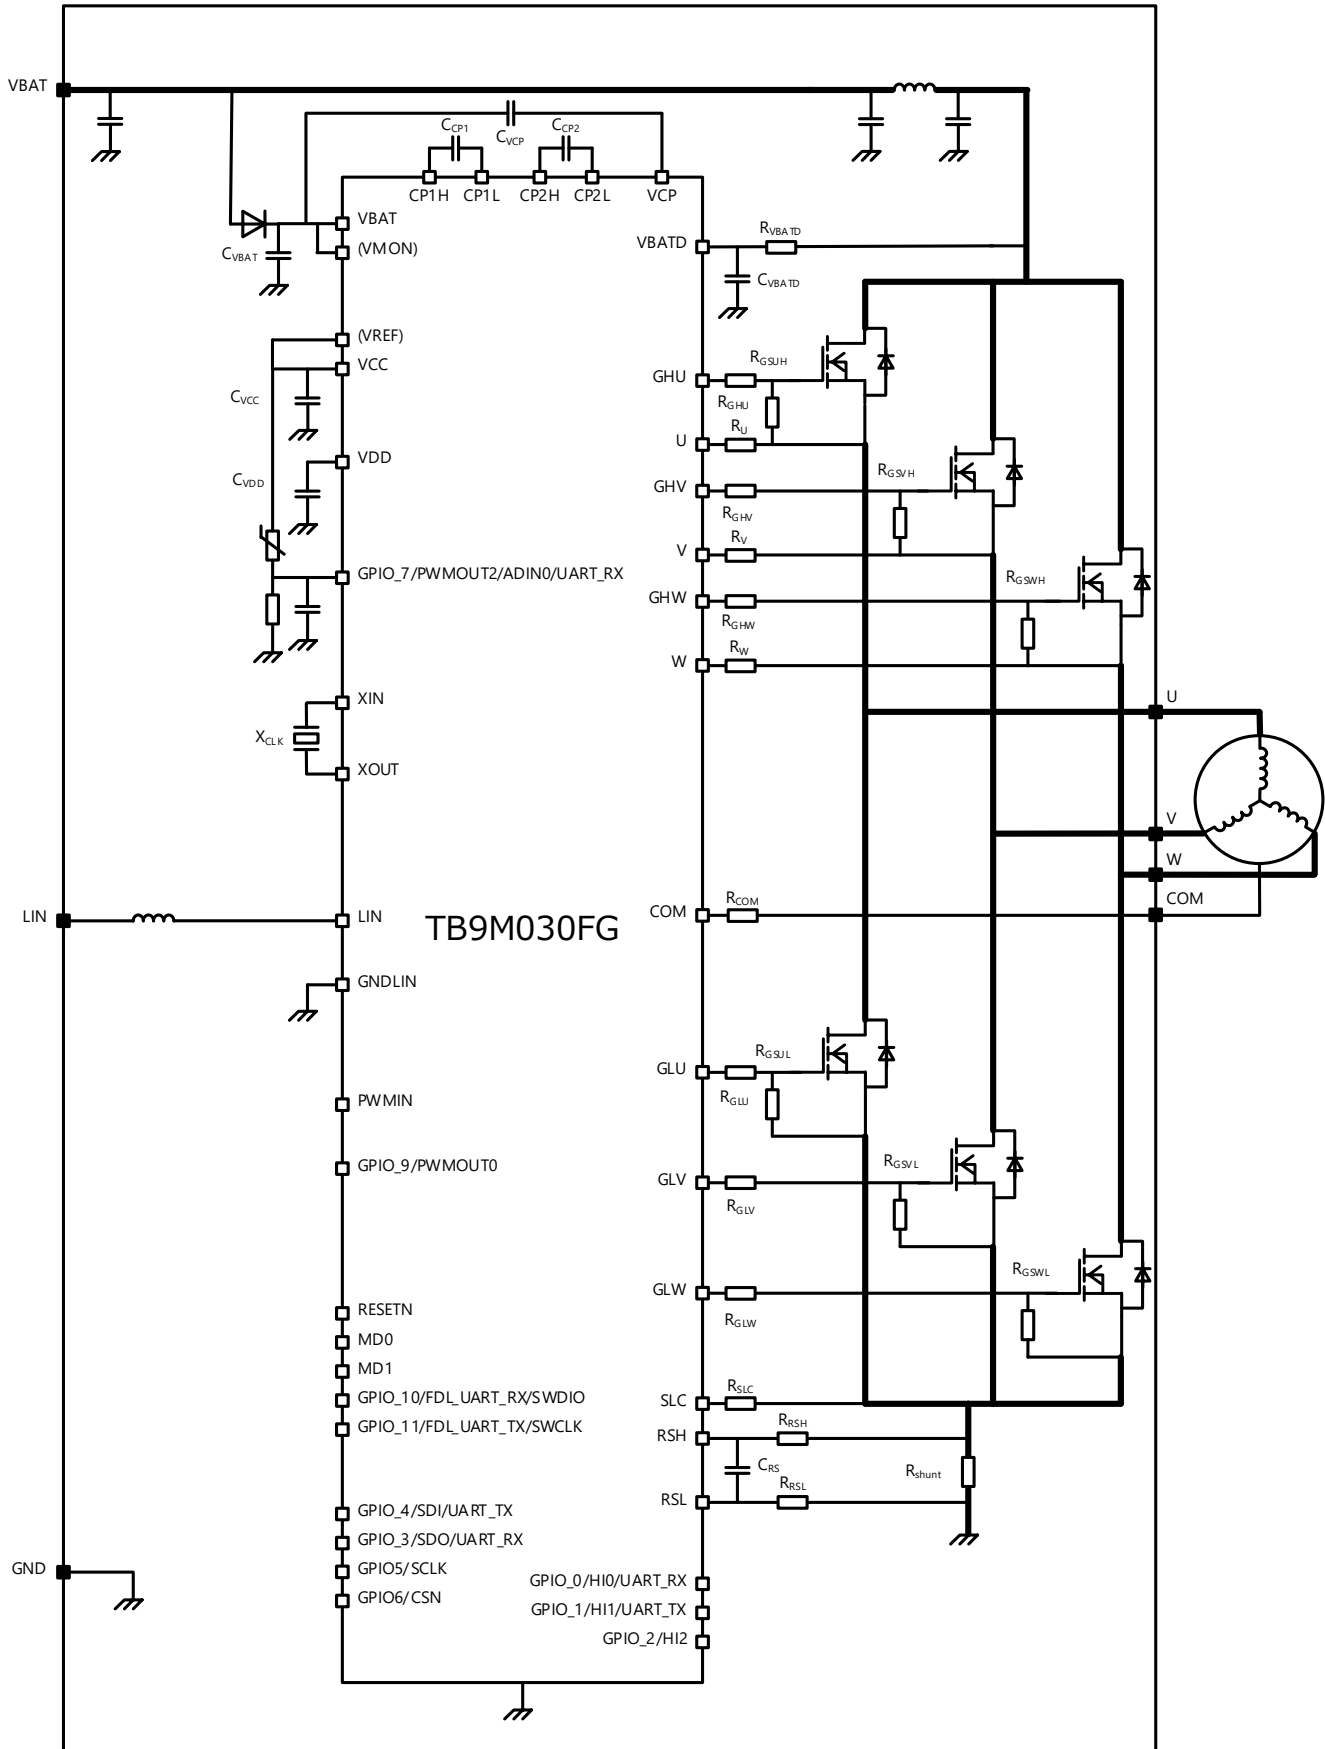 VBAT
CCP1
CVCP
CCP2
CP1H
CP1L
CP2H
CP2L
VCP
VBAT
(VMON)
CVBAT
VBATD
RVBATD
CVBATD
(VREF)
VCC
CVCC
VDD
CVDD
GPIO_7/PWMOUT2/ADIN0/UART_RX
GHU
RGSUH
RGHU
U
RU
GHV
RGSVH
RGHV
V
RV
GHW
RGSWH
RGHW
W
RW
XIN
XCLK
XOUT
U
V
W
COM
LIN
LIN
TB9M030FG
COM
RCOM
GNDLIN
GLU
RGSUL
RGLU
PWMIN
GPIO_9/PWMOUT0
GLV
RGSVL
RGLV
GLW
RGSWL
RGLW
RESETN
MD0
MD1
GPIO_10/FDL_UART_RX/SWDIO
GPIO_11/FDL_UART_TX/SWCLK
SLC
RSLC
RSH
RRSH
CRS
Rshunt
RSL
RRSL
GPIO_4/SDI/UART_TX
GPIO_3/SDO/UART_RX
GPIO5/SCLK
GPIO6/CSN
GND
GPIO_0/HI0/UART_RX
GPIO_1/HI1/UART_TX
GPIO_2/HI2